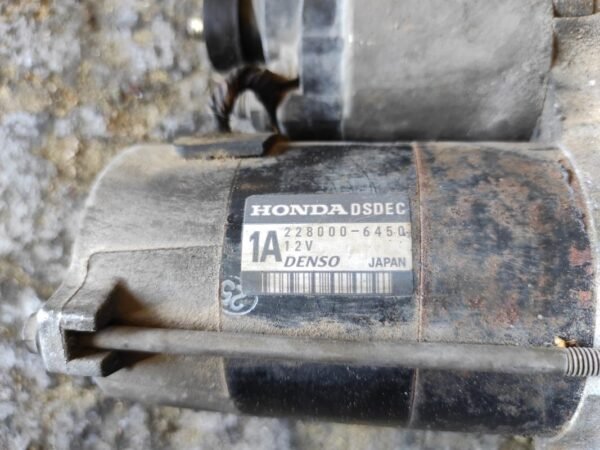 HONDA DSDEC
1A 228000-6450
12V
DENSO JAPAN